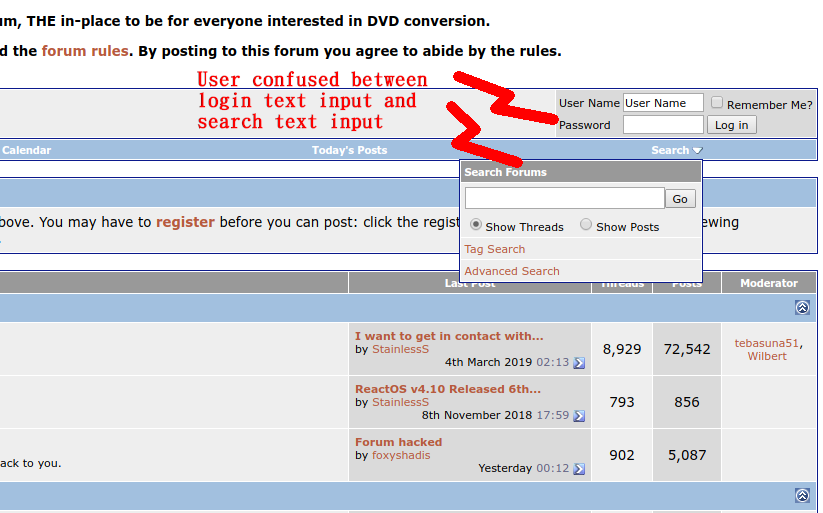 um, THE in-place to be for everyone interested in DVD conversion.
d the forum rules. By posting to this forum you agree to abide by the rules.
User confused between
login text input and
search text input
User Name User Name Remember Me?
Password Log in
Calendar Today's Posts Search
Search Forums
Go
Show Threads Show Posts
Tag Search
Advanced Search
bove. You may have to register before you can post: click the regist
ewing
Last Post Threads Posts Moderator
I want to get in contact with...
by StainlessS
4th March 2019 02:13
8,929 72,542 tebasuna51,
Wilbert
ReactOS v4.10 Released 6th...
by StainlessS
8th November 2018 17:59
793 856
ack to you.
Forum hacked
by foxyshadis
Yesterday 00:12
902 5,087